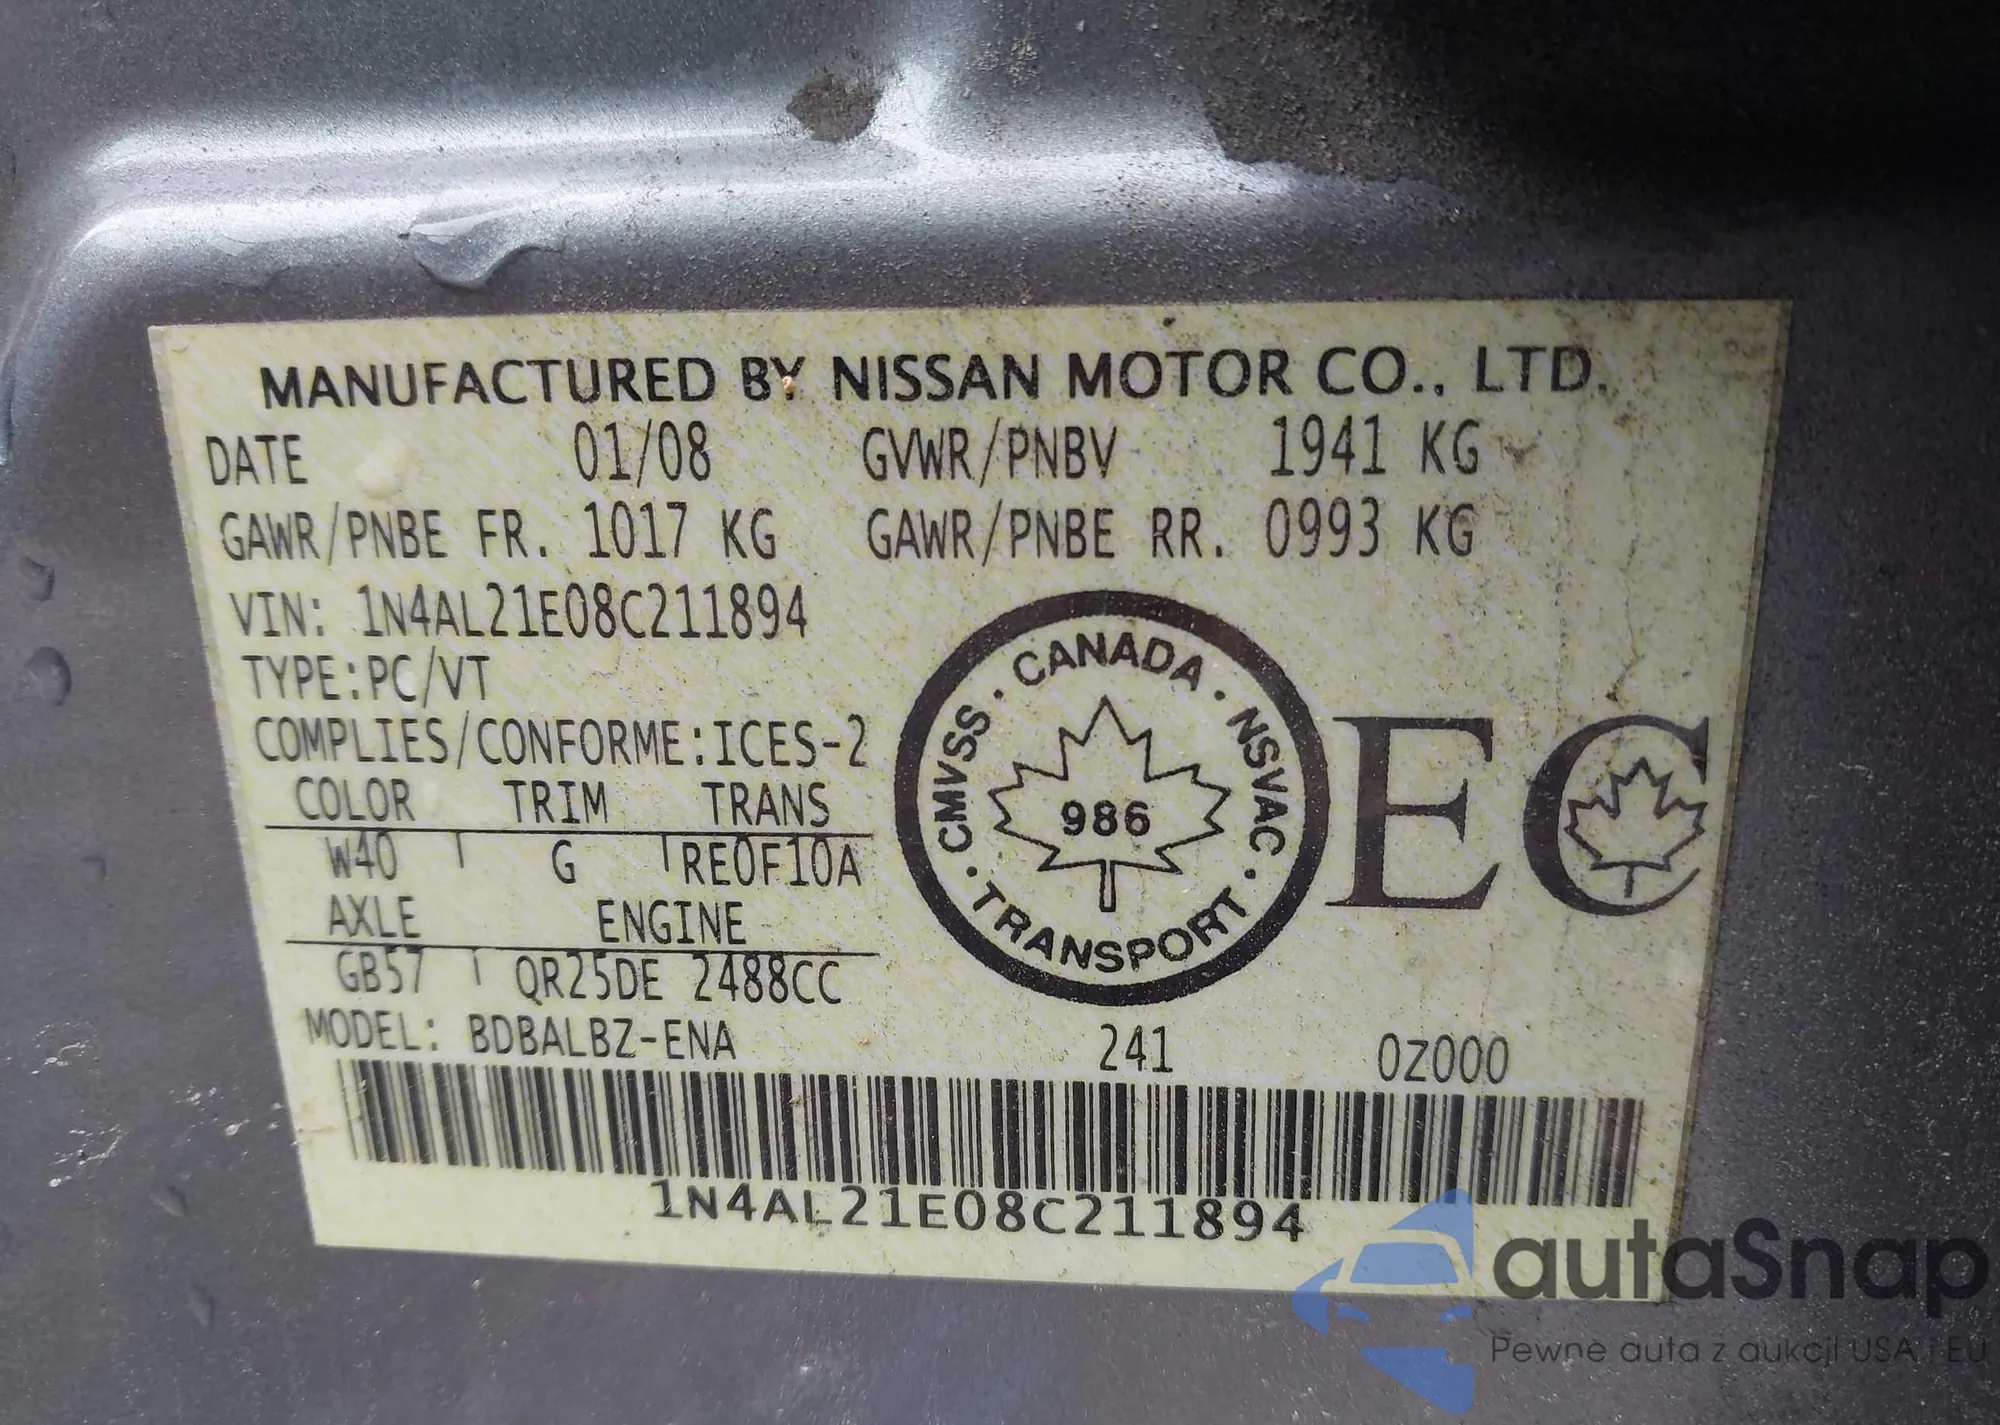 MANUFACTURED BY NISSAN MOTOR CO., LTD.
DATE 01/08 GVWR/PNBV 1941 KG
GAWR/PNBE FR. 1017 KG GAWR/PNBE RR. 0993 KG
VIN: 1N4AL21E08C211894
TYPE:PC/VT
COMPLIES/CONFORME:ICES-2
COLOR TRIM TRANS
W40 G RE0F10A
AXLE ENGINE
GB57 QR25DE 2488CC
MODEL: BDBALBZ-ENA
· CANADA · NSVAC · TRANSPORT · CMVSS
986
EC
241 0Z000
1N4AL21E08C211894
autaSnap
Pewne auta z aukcji USA i EU